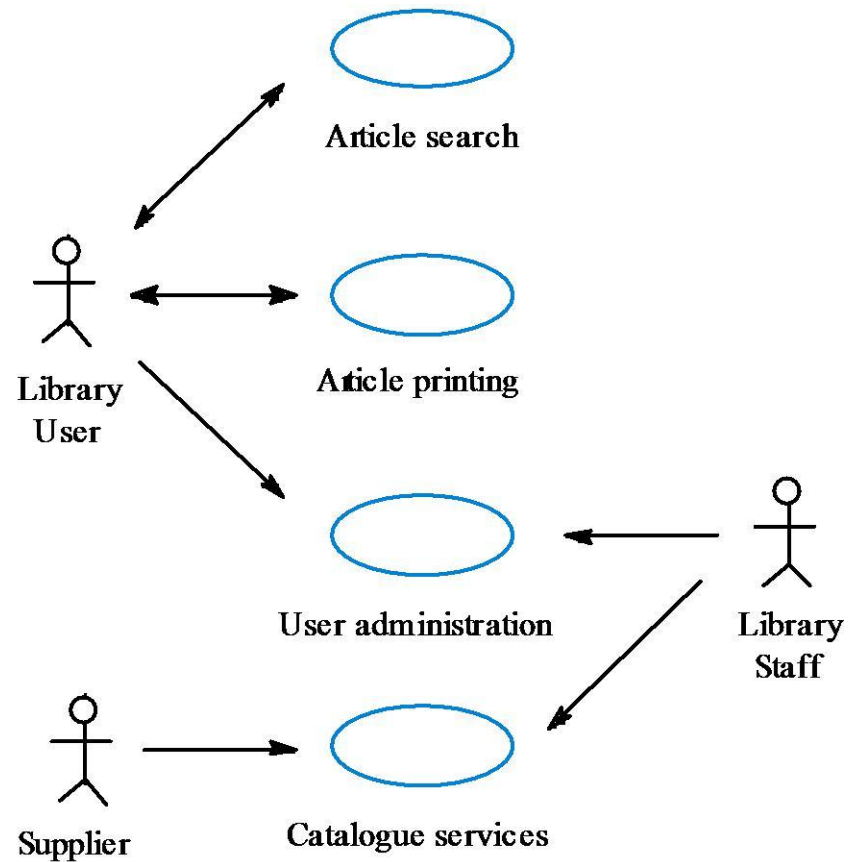 Article search
Article printing
Library
User
User administration
Library
Staff
Supplier
Catalogue services